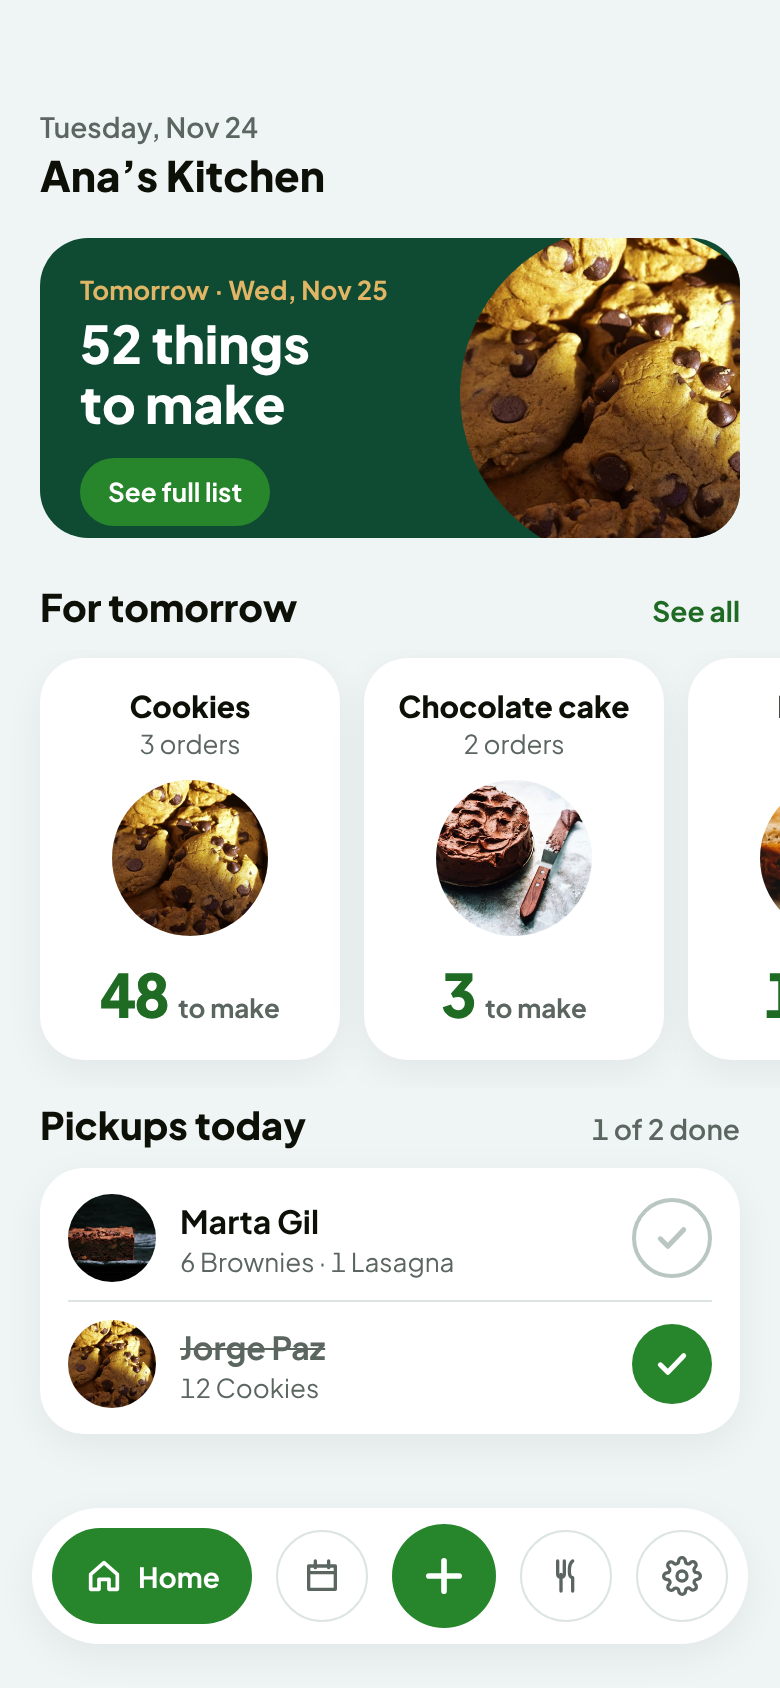 Tuesday, Nov 24
Ana’s Kitchen
Tomorrow · Wed, Nov 25
52 things
to make
See full list
For tomorrow
See all
Cookies
3 orders
48 to make
Chocolate cake
2 orders
3 to make
Pickups today
1 of 2 done
Marta Gil
6 Brownies · 1 Lasagna
Jorge Paz
12 Cookies
Home